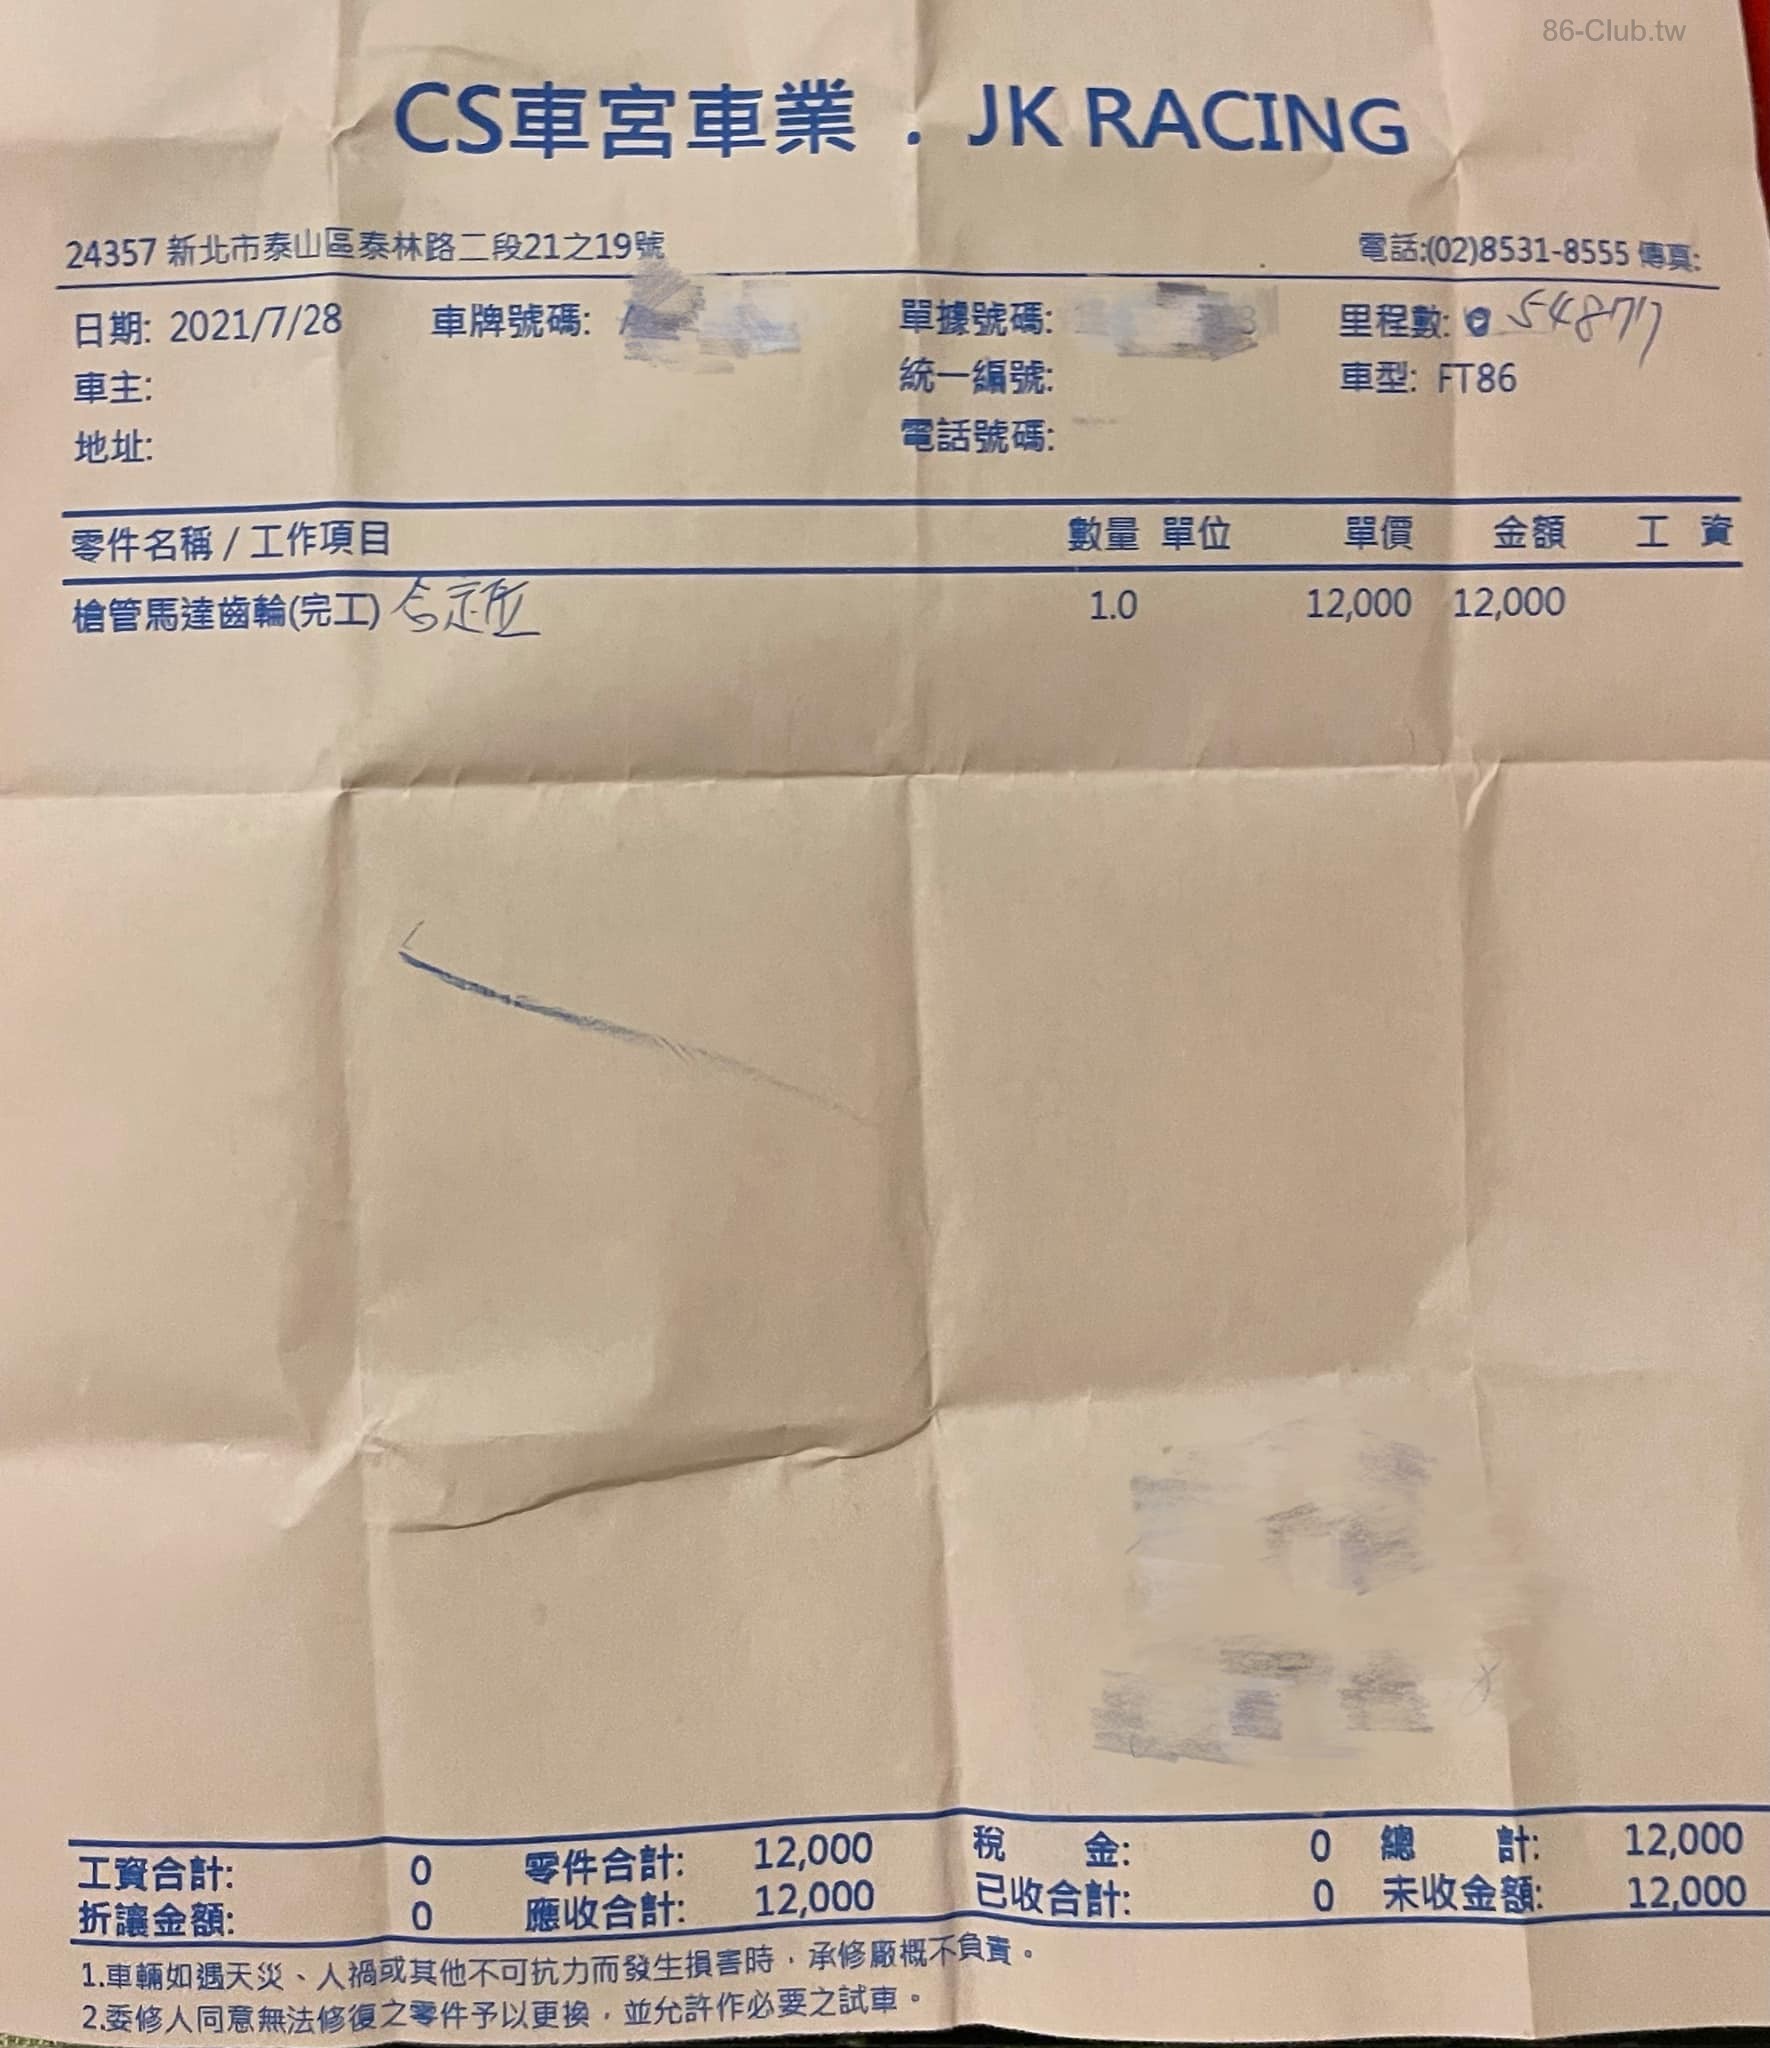 86-Club.tw
CS車宮車業 . JK RACING
24357 新北市泰山區泰林路二段21之19號 電話:(02)8531-8555 傳真:
日期: 2021/7/28 車牌號碼: 單據號碼: 里程數: 0 54877
車主: 統一編號: 車型: FT86
地址: 電話號碼:
零件名稱 / 工作項目 數量 單位 單價 金額 工 資
槍管馬達齒輪(完工) 含定位 1.0 12,000 12,000
工資合計: 0 零件合計: 12,000 稅 金: 0 總 計: 12,000
折讓金額: 0 應收合計: 12,000 已收合計: 0 未收金額: 12,000
1.車輛如遇天災、人禍或其他不可抗力而發生損害時，承修廠概不負責。
2.委修人同意無法修復之零件予以更換，並允許作必要之試車。